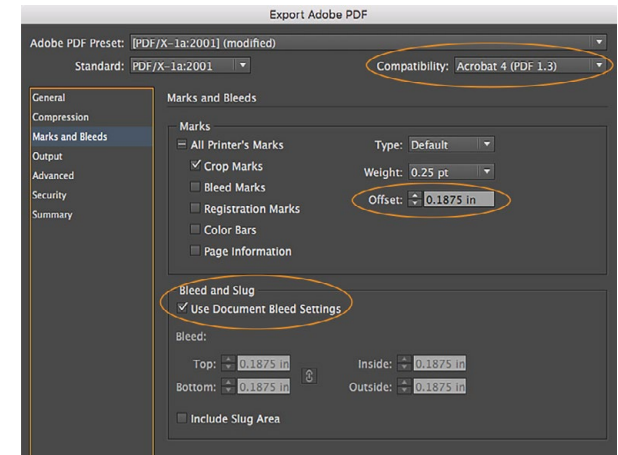 Export Adobe PDF
Adobe PDF Preset: [PDF/X-1a:2001] (modified)
Standard: PDF/X-1a:2001 Compatibility: Acrobat 4 (PDF 1.3)
General
Compression
Marks and Bleeds
Output
Advanced
Security
Summary
Marks and Bleeds
Marks
All Printer's Marks
Crop Marks
Bleed Marks
Registration Marks
Color Bars
Page Information
Type: Default
Weight: 0.25 pt
Offset: 0.1875 in
Bleed and Slug
Use Document Bleed Settings
Bleed:
Top: 0.1875 in Inside: 0.1875 in
Bottom: 0.1875 in Outside: 0.1875 in
Include Slug Area